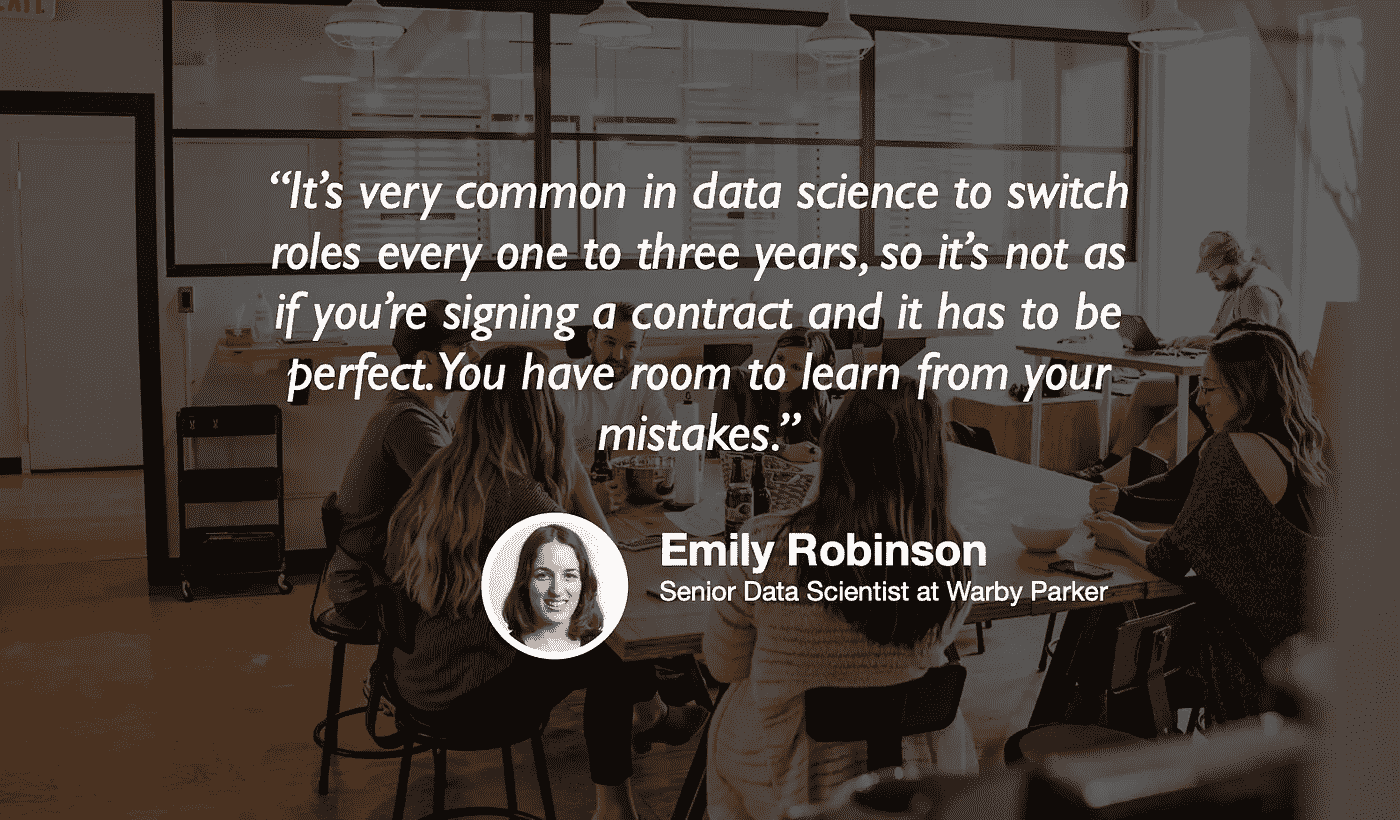 “It’s very common in data science to switch
roles every one to three years, so it’s not as
if you’re signing a contract and it has to be
perfect. You have room to learn from your
mistakes.”
Emily Robinson
Senior Data Scientist at Warby Parker